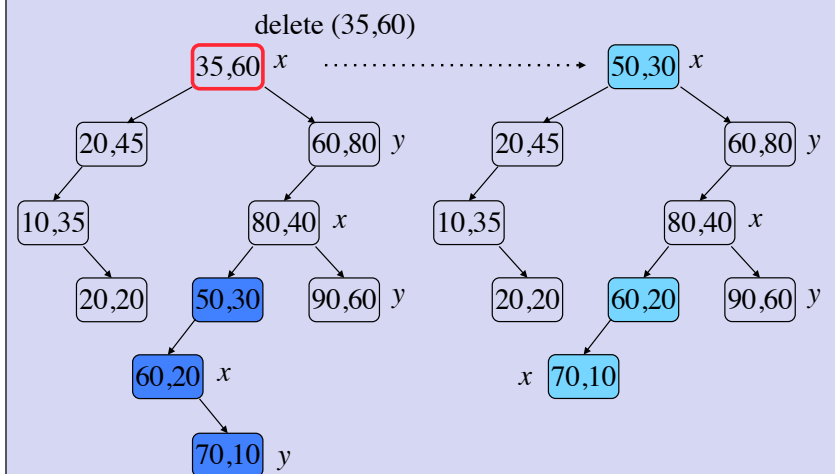 delete (35,60)
35,60 x 50,30 x
20,45 60,80 y 20,45 60,80 y
10,35 80,40 x 10,35 80,40 x
20,20 50,30 90,60 y 20,20 60,20 90,60 y
60,20 x x 70,10
70,10 y